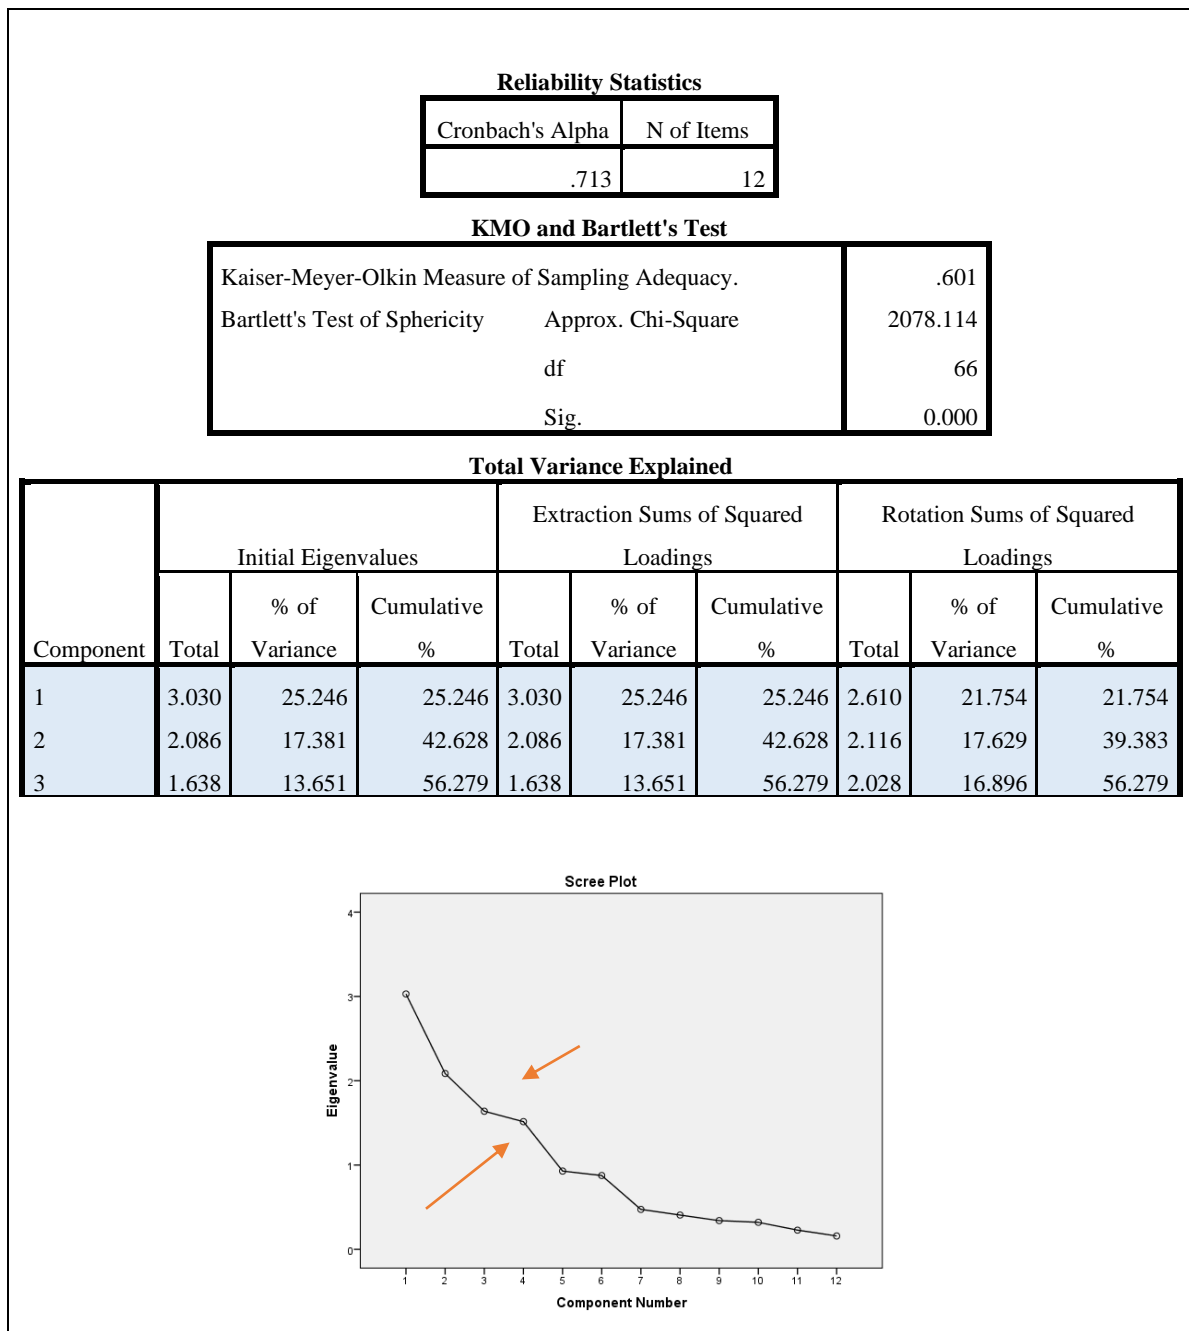 Reliability Statistics
Cronbach's Alpha N of Items
.713 12
KMO and Bartlett's Test
Kaiser-Meyer-Olkin Measure of Sampling Adequacy. .601
Bartlett's Test of Sphericity Approx. Chi-Square 2078.114
df 66
Sig. 0.000
Total Variance Explained
Component
Initial Eigenvalues
Extraction Sums of Squared
Loadings
Rotation Sums of Squared
Loadings
Total
% of
Variance
Cumulative
%
Total
% of
Variance
Cumulative
%
Total
% of
Variance
Cumulative
%
1 3.030 25.246 25.246 3.030 25.246 25.246 2.610 21.754 21.754
2 2.086 17.381 42.628 2.086 17.381 42.628 2.116 17.629 39.383
3 1.638 13.651 56.279 1.638 13.651 56.279 2.028 16.896 56.279
Scree Plot
Eigenvalue
4
3
2
1
0
1 2 3 4 5 6 7 8 9 10 11 12
Component Number